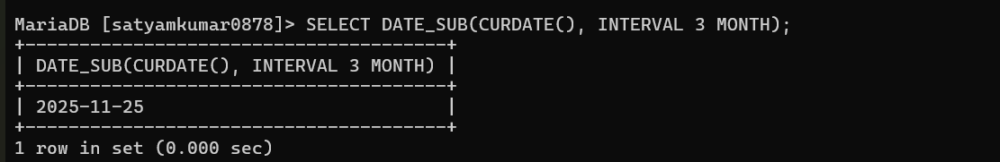 MariaDB [satyamkumar0878]> SELECT DATE_SUB(CURDATE(), INTERVAL 3 MONTH);
+---------------------------------------+
| DATE_SUB(CURDATE(), INTERVAL 3 MONTH) |
+---------------------------------------+
| 2025-11-25                            |
+---------------------------------------+
1 row in set (0.000 sec)